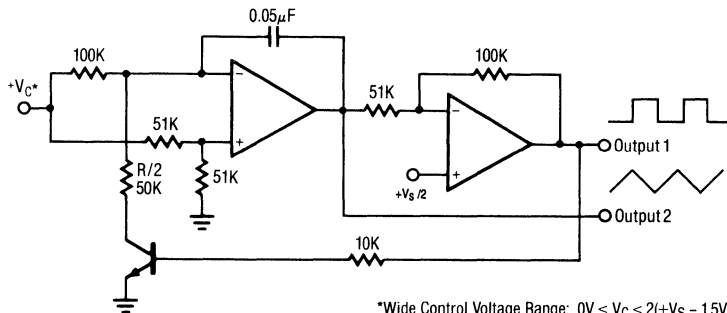 0.05µF
100K
100K
+VC*
51K
51K
−
+
−
+
R/2
50K
51K
+VS/2
Output 1
Output 2
10K
*Wide Control Voltage Range: 0V ≤ VC ≤ 2(+VS – 1.5V